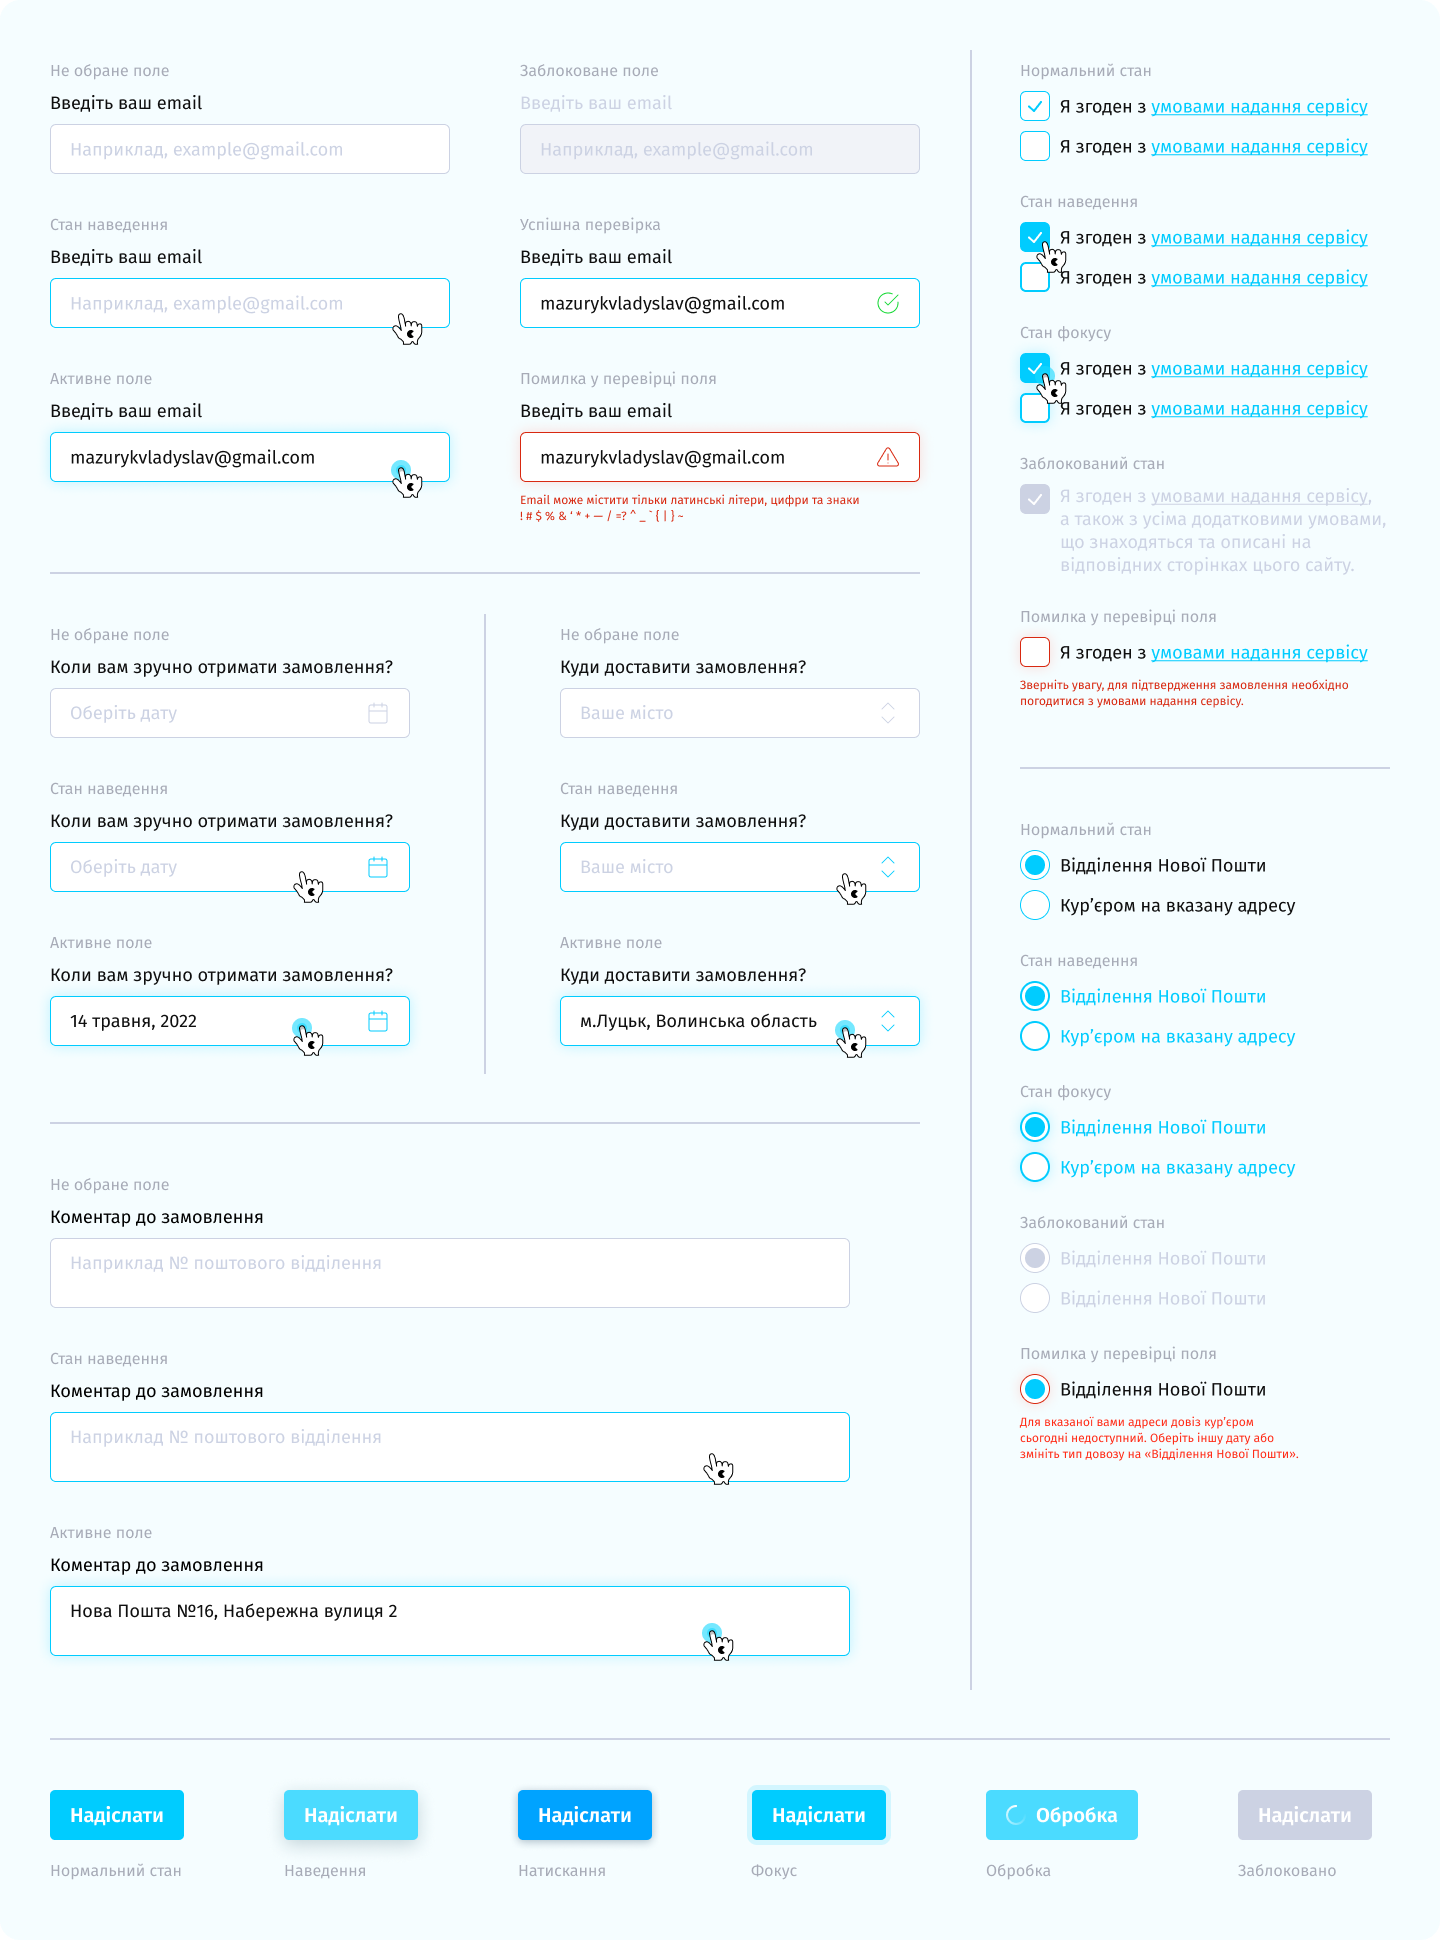 Не обране поле
Введіть ваш email
Наприклад, example@gmail.com
Стан наведення
Введіть ваш email
Наприклад, example@gmail.com
Активне поле
Введіть ваш email
mazurykvladyslav@gmail.com
Заблоковане поле
Введіть ваш email
Наприклад, example@gmail.com
Успішна перевірка
Введіть ваш email
mazurykvladyslav@gmail.com
Помилка у перевірці поля
Введіть ваш email
mazurykvladyslav@gmail.com
Email може містити тільки латинські літери, цифри та знаки
! # $ % & ‘ * + — / =? ^ _ ` { | } ~
Не обране поле
Коли вам зручно отримати замовлення?
Оберіть дату
Стан наведення
Коли вам зручно отримати замовлення?
Оберіть дату
Активне поле
Коли вам зручно отримати замовлення?
14 травня, 2022
Не обране поле
Куди доставити замовлення?
Ваше місто
Стан наведення
Куди доставити замовлення?
Ваше місто
Активне поле
Куди доставити замовлення?
м.Луцьк, Волинська область
Не обране поле
Коментар до замовлення
Наприклад № поштового відділення
Стан наведення
Коментар до замовлення
Наприклад № поштового відділення
Активне поле
Коментар до замовлення
Нова Пошта №16, Набережна вулиця 2
Нормальний стан
Я згоден з умовами надання сервісу
Я згоден з умовами надання сервісу
Стан наведення
Я згоден з умовами надання сервісу
Я згоден з умовами надання сервісу
Стан фокусу
Я згоден з умовами надання сервісу
Я згоден з умовами надання сервісу
Заблокований стан
Я згоден з умовами надання сервісу,
а також з усіма додатковими умовами,
що знаходяться та описані на
відповідних сторінках цього сайту.
Помилка у перевірці поля
Я згоден з умовами надання сервісу
Зверніть увагу, для підтвердження замовлення необхідно
погодитися з умовами надання сервісу.
Нормальний стан
Відділення Нової Пошти
Кур’єром на вказану адресу
Стан наведення
Відділення Нової Пошти
Кур’єром на вказану адресу
Стан фокусу
Відділення Нової Пошти
Кур’єром на вказану адресу
Заблокований стан
Відділення Нової Пошти
Відділення Нової Пошти
Помилка у перевірці поля
Відділення Нової Пошти
Для вказаної вами адреси довіз кур’єром
сьогодні недоступний. Оберіть іншу дату або
змініть тип довозу на «Відділення Нової Пошти».
Надіслати
Нормальний стан
Надіслати
Наведення
Надіслати
Натискання
Надіслати
Фокус
Обробка
Обробка
Надіслати
Заблоковано